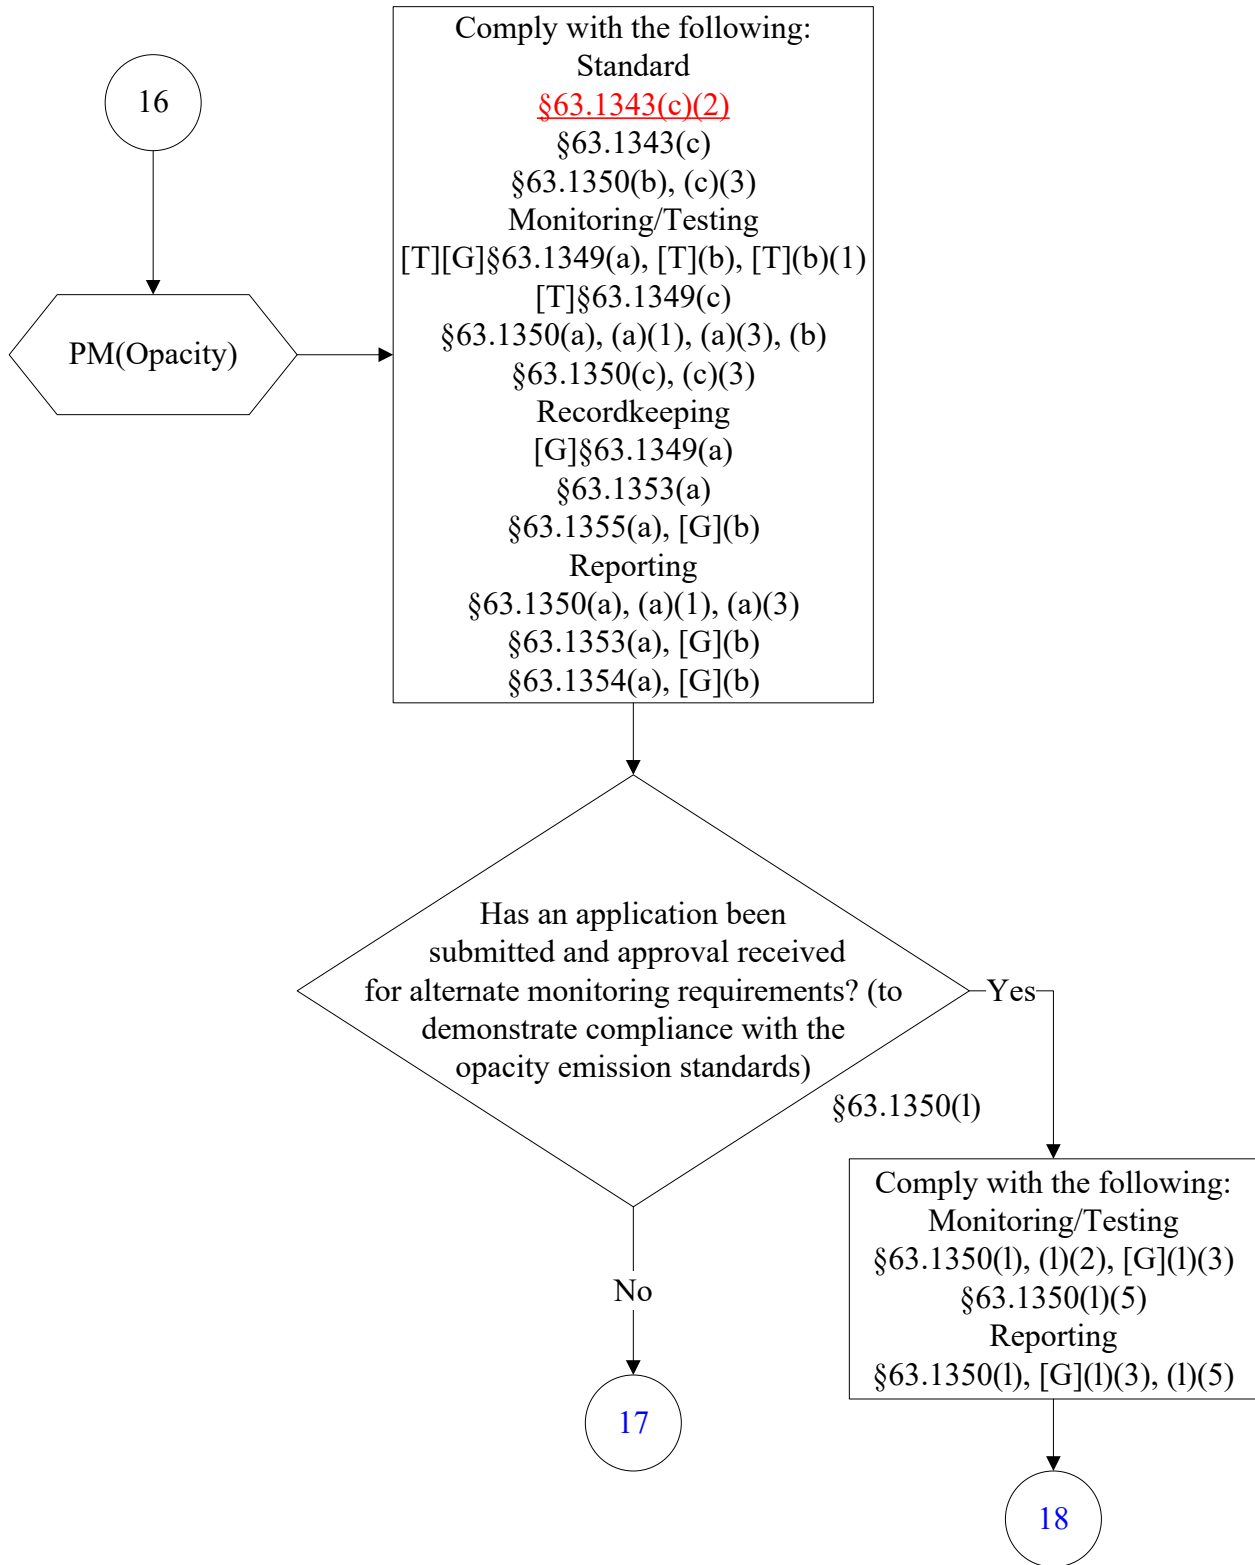 16
PM(Opacity)
Comply with the following:
Standard
§63.1343(c)(2)
§63.1343(c)
§63.1350(b), (c)(3)
Monitoring/Testing
[T][G]§63.1349(a), [T](b), [T](b)(1)
[T]§63.1349(c)
§63.1350(a), (a)(1), (a)(3), (b)
§63.1350(c), (c)(3)
Recordkeeping
[G]§63.1349(a)
§63.1353(a)
§63.1355(a), [G](b)
Reporting
§63.1350(a), (a)(1), (a)(3)
§63.1353(a), [G](b)
§63.1354(a), [G](b)
Has an application been
submitted and approval received
for alternate monitoring requirements? (to
demonstrate compliance with the
opacity emission standards)
Yes
§63.1350(l)
Comply with the following:
Monitoring/Testing
§63.1350(l), (l)(2), [G](l)(3)
§63.1350(l)(5)
Reporting
§63.1350(l), [G](l)(3), (l)(5)
No
17
18